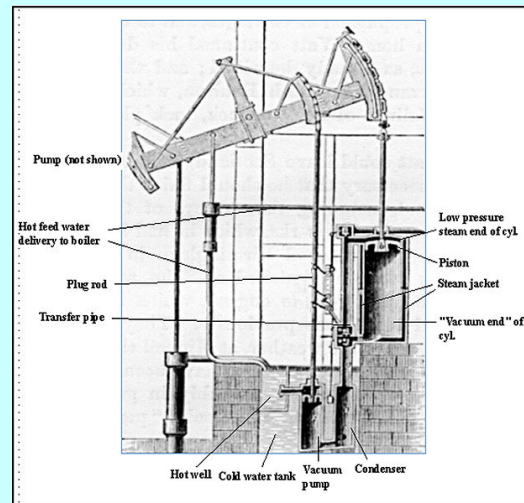 Pump (not shown)
Hot feed water
delivery to boiler
Plug rod
Transfer pipe
Low pressure
steam end of cyl.
Piston
Steam jacket
"Vacuum end" of
cyl.
Hot well
Cold water tank
Vacuum
pump
Condenser